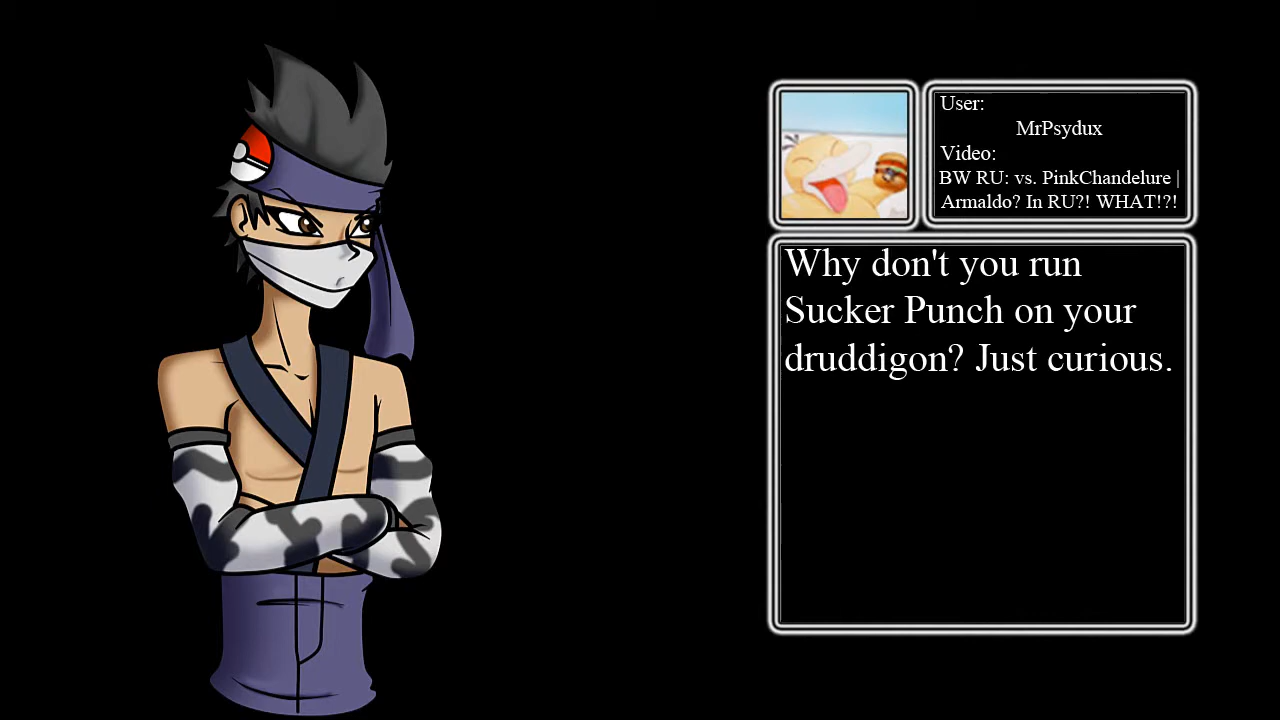 User:
MrPsydux
Video:
BW RU: vs. PinkChandelure |
Armaldo? In RU?! WHAT!?!
Why don't you run
Sucker Punch on your
druddigon? Just curious.